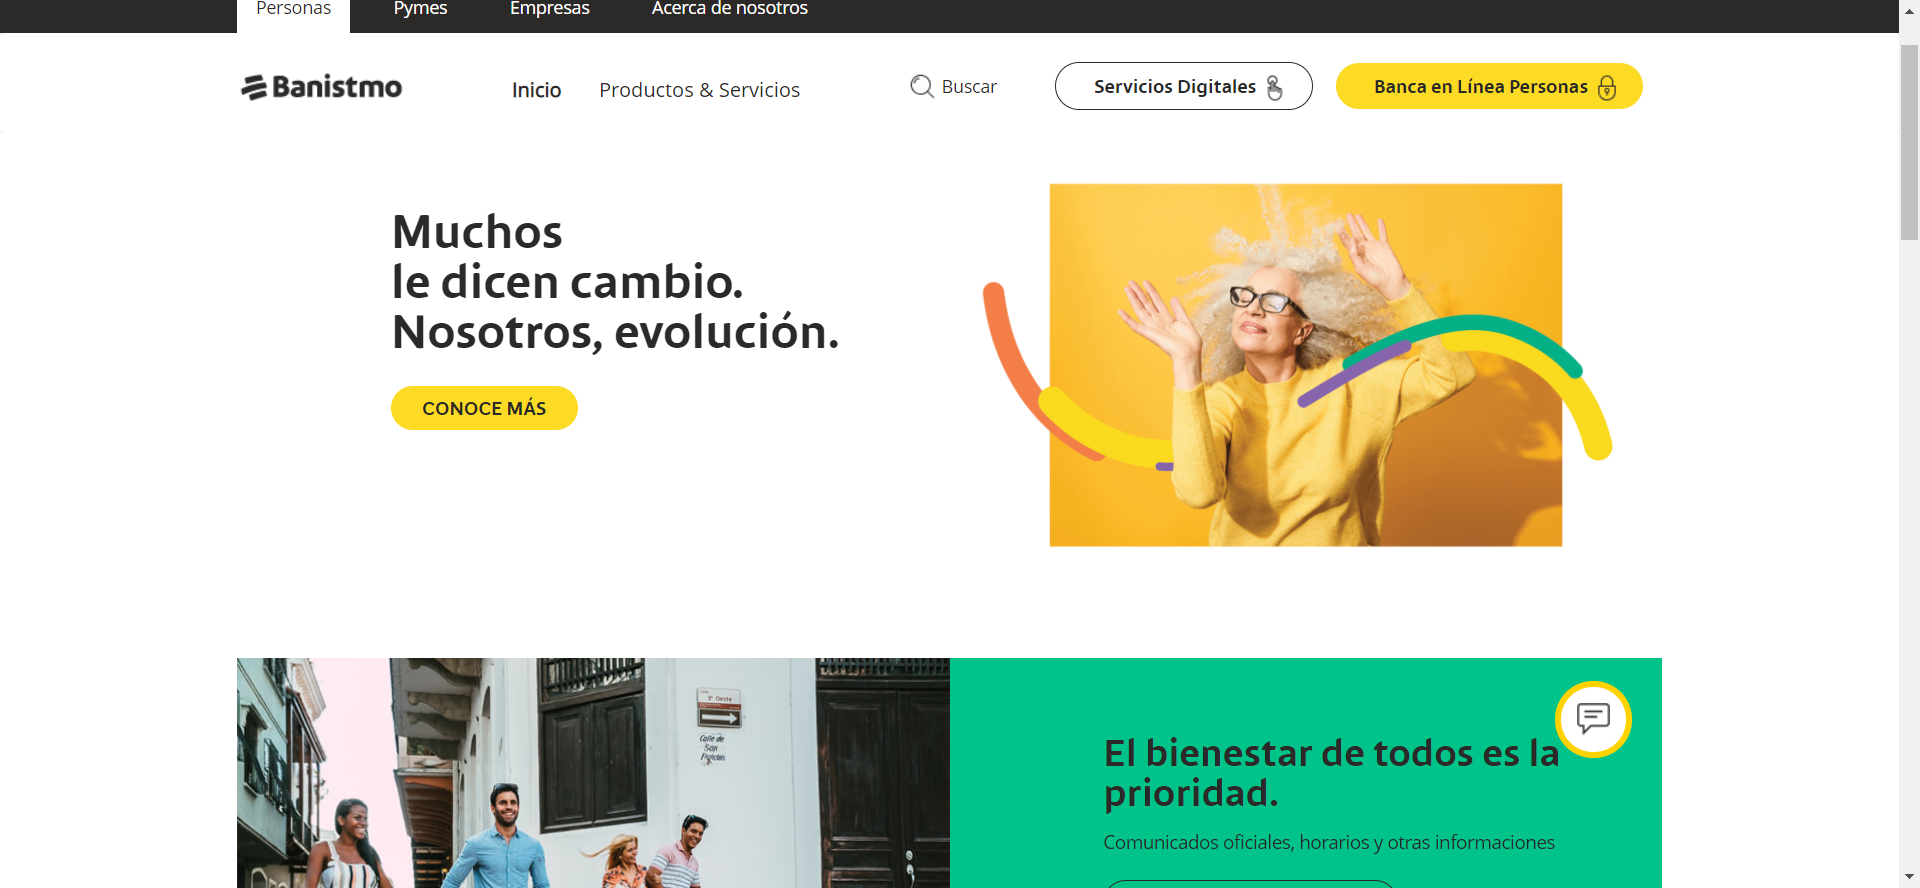 Personas Pymes Empresas Acerca de nosotros
Banistmo Inicio Productos & Servicios Buscar Servicios Digitales Banca en Línea Personas
Muchos
le dicen cambio.
Nosotros, evolución.
CONOCE MÁS
3ª Oeste
Calle de
San
El bienestar de todos es la
prioridad.
Comunicados oficiales, horarios y otras informaciones